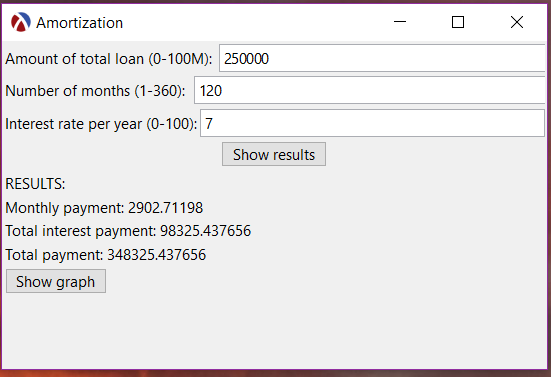 Amortization
Amount of total loan (0-100M): 250000
Number of months (1-360): 120
Interest rate per year (0-100): 7
Show results
RESULTS:
Monthly payment: 2902.71198
Total interest payment: 98325.437656
Total payment: 348325.437656
Show graph